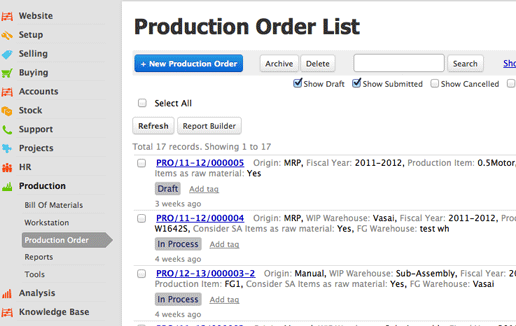 Website
Setup
Selling
Buying
Accounts
Stock
Support
Projects
HR
Production
Bill Of Materials
Workstation
Production Order
Reports
Tools
Analysis
Knowledge Base
Production Order List
+ New Production Order Archive Delete Search
Show Draft Show Submitted Show Cancelled
Select All
Refresh Report Builder
Total 17 records. Showing 1 to 17
PRO/11-12/000005 Origin: MRP, Fiscal Year: 2011-2012, Production Item: 0.5Motor,
Items as raw material: Yes
Draft Add tag
3 weeks ago
PRO/11-12/000004 Origin: MRP, WIP Warehouse: Vasai, Fiscal Year: 2011-2012,
W1642S, Consider SA Items as raw material: Yes, FG Warehouse: test wh
In Process Add tag
4 weeks ago
PRO/12-13/000003-2 Origin: Manual, WIP Warehouse: Sub-Assembly, Fiscal
Production Item: FG1, Consider SA Items as raw material: Yes, FG Warehouse: Vasai
In Process Add tag
4 weeks ago